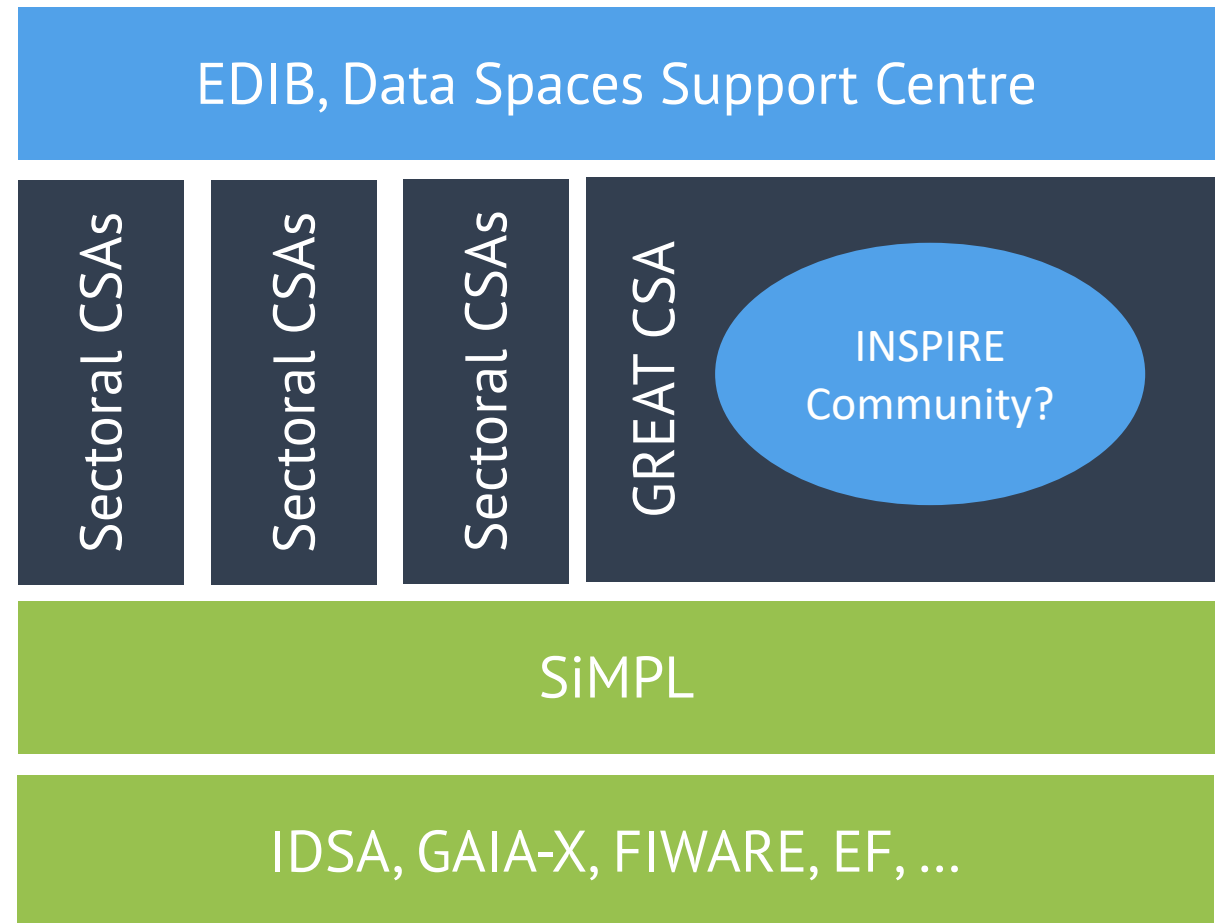 EDIB, Data Spaces Support Centre
Sectoral CSAs
Sectoral CSAs
Sectoral CSAs
GREAT CSA
INSPIRE
Community?
SiMPL
IDSA, GAIA-X, FIWARE, EF, ...